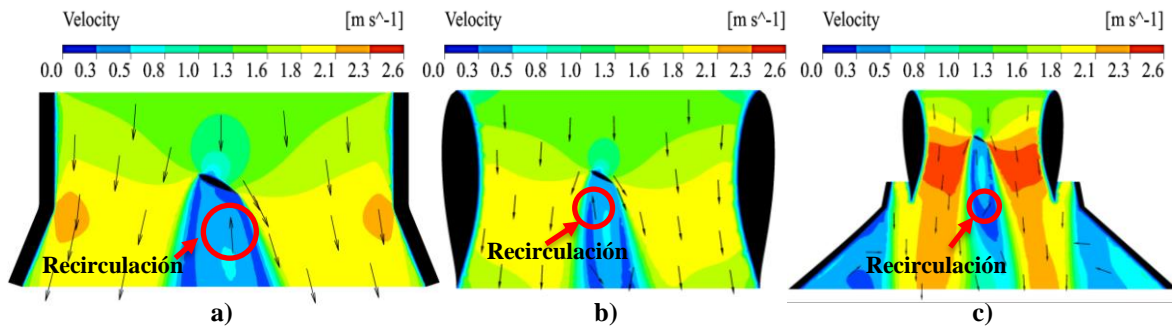 Velocity [m s^-1]
0.0 0.3 0.5 0.8 1.0 1.3 1.6 1.8 2.1 2.3 2.6
Recirculación
a)
Velocity [m s^-1]
0.0 0.3 0.5 0.8 1.0 1.3 1.6 1.8 2.1 2.3 2.6
Recirculación
b)
Velocity [m s^-1]
0.0 0.3 0.5 0.8 1.0 1.3 1.6 1.8 2.1 2.3 2.6
Recirculación
c)